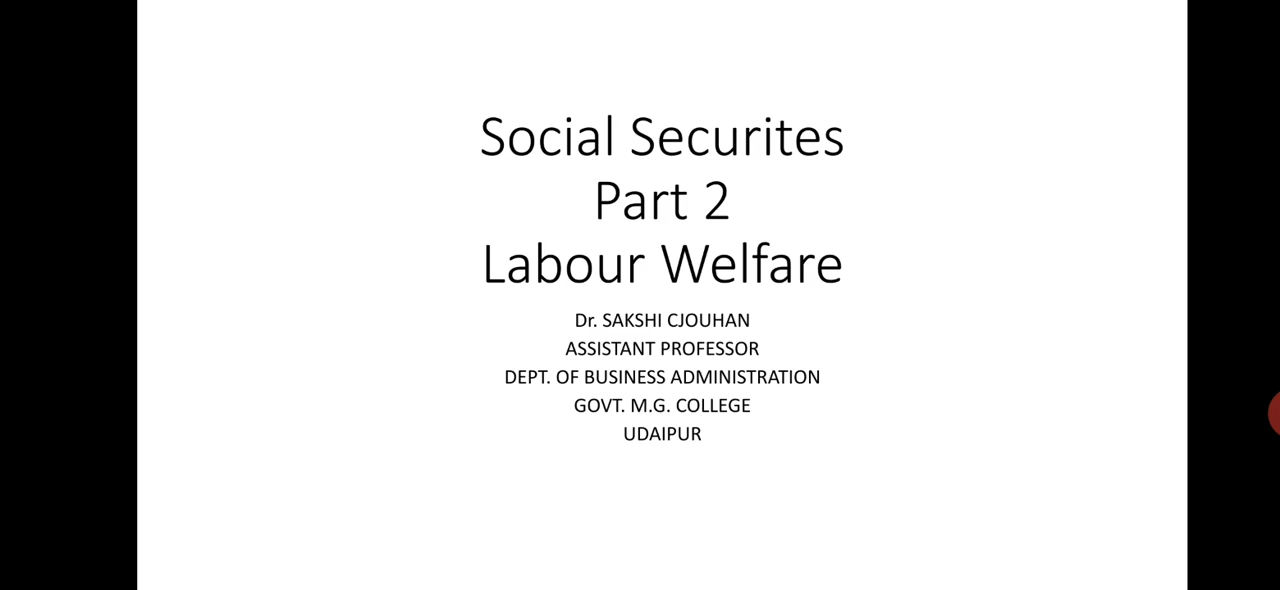 Social Securites
Part 2
Labour Welfare
Dr. SAKSHI CJOUHAN
ASSISTANT PROFESSOR
DEPT. OF BUSINESS ADMINISTRATION
GOVT. M.G. COLLEGE
UDAIPUR